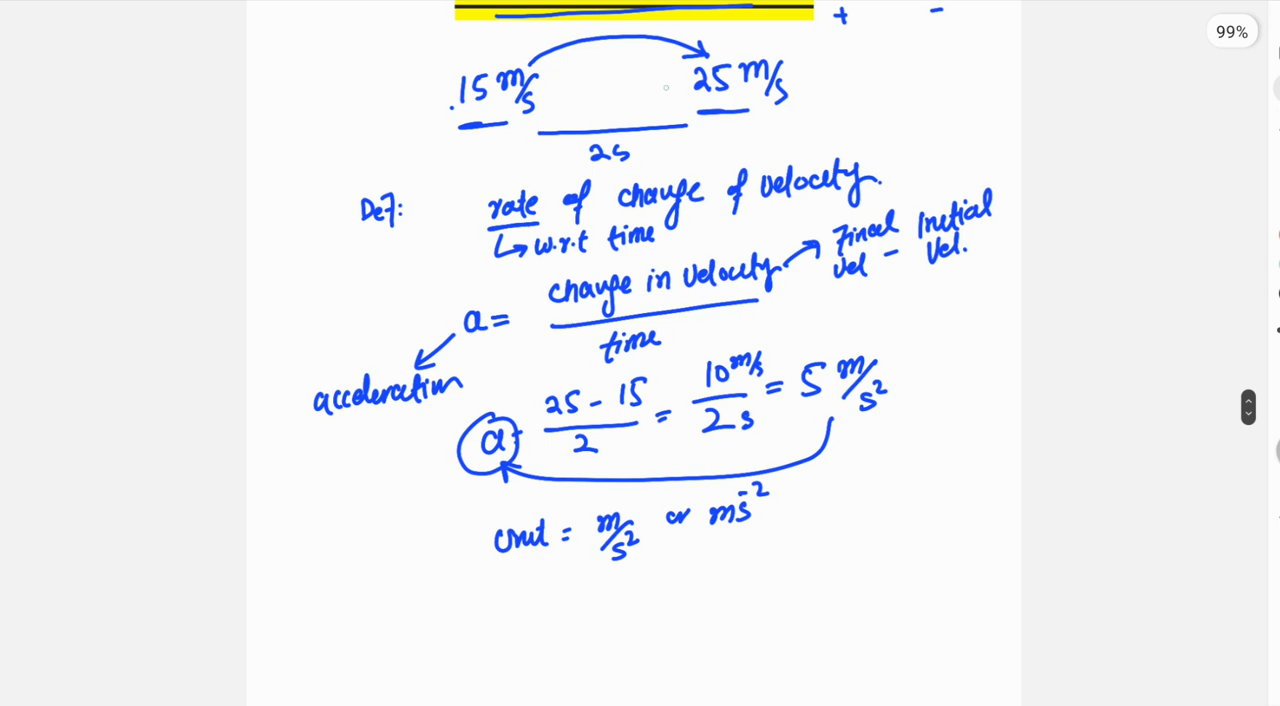 99%
+ -
.15 m/s 25 m/s
2s
Def: rate of change of velocity.
↳ w.r.t time
a = change in velocity / time → Final vel - Initial Vel.
acceleration
a = 25 - 15 / 2 = 10 m/s / 2 s = 5 m/s²
Unit = m/s² or ms⁻²